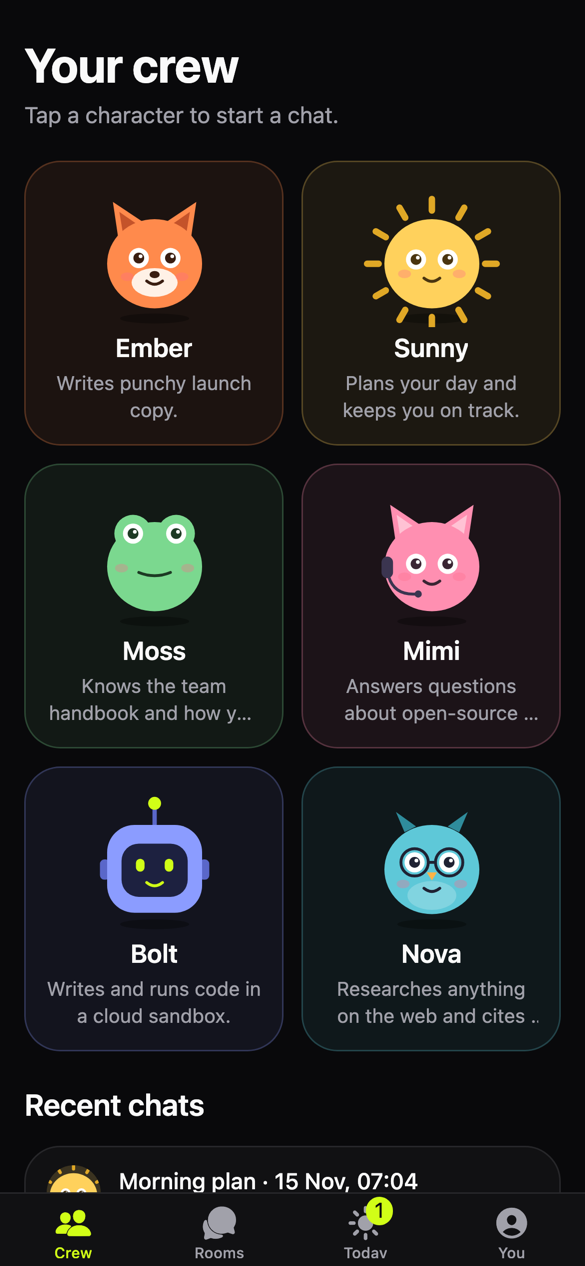 Your crew
Tap a character to start a chat.
Ember
Writes punchy launch
copy.
Sunny
Plans your day and
keeps you on track.
Moss
Knows the team
handbook and how y...
Mimi
Answers questions
about open-source ...
Bolt
Writes and runs code in
a cloud sandbox.
Nova
Researches anything
on the web and cites ..
Recent chats
Morning plan · 15 Nov, 07:04
1
Crew
Rooms
Today
You